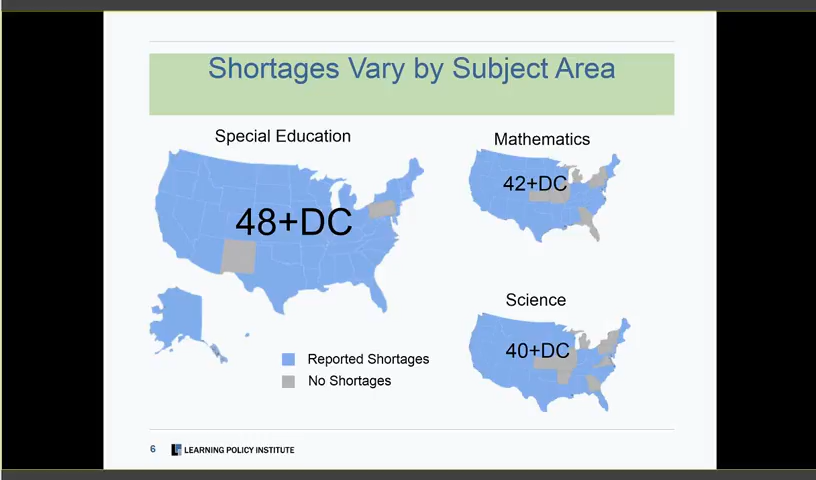 Shortages Vary by Subject Area
Special Education
48+DC
Mathematics
42+DC
Science
40+DC
Reported Shortages
No Shortages
6
LEARNING POLICY INSTITUTE